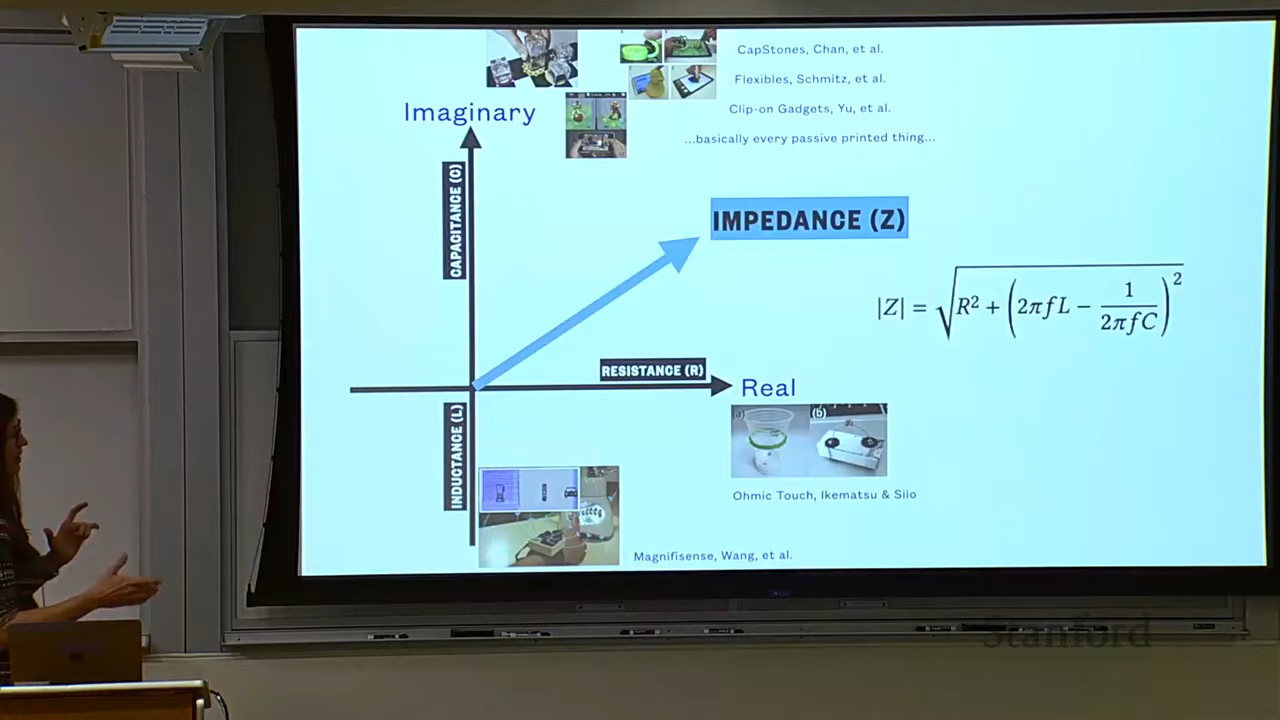 CapStones, Chan, et al.
Flexibles, Schmitz, et al.
Imaginary
Clip-on Gadgets, Yu, et al.
...basically every passive printed thing...
CAPACITANCE (C)
IMPEDANCE (Z)
|Z| = √R² + (2πfL − 1/2πfC)²
RESISTANCE (R)
Real
(a) (b)
INDUCTANCE (L)
Ohmic Touch, Ikematsu & Siio
Magnifisense, Wang, et al.
Stanford